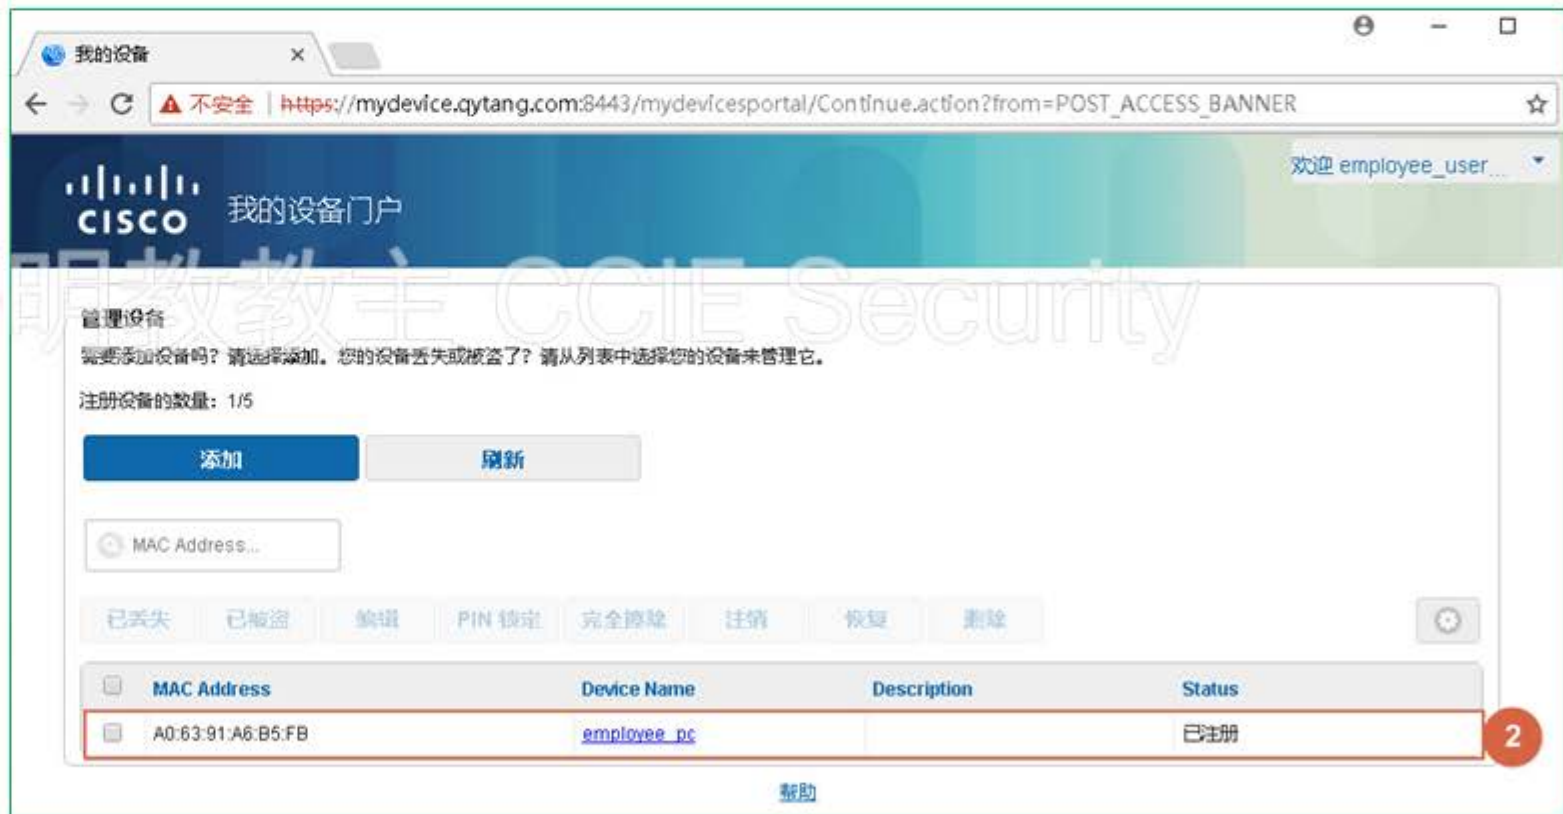 我的设备
不安全 | https://mydevice.qytang.com:8443/mydevicesportal/Continue.action?from=POST_ACCESS_BANNER
欢迎 employee_user...
CISCO 我的设备门户
明教教主 CCIE Security
管理设备
需要添加设备吗？请选择添加。您的设备丢失或被盗了？请从列表中选择您的设备来管理它。
注册设备的数量：1/5
添加 刷新
MAC Address...
已丢失 已被盗 编辑 PIN 锁定 完全擦除 注销 恢复 删除
MAC Address Device Name Description Status
A0:63:91:A6:B5:FB employee_pc 已注册 2
帮助